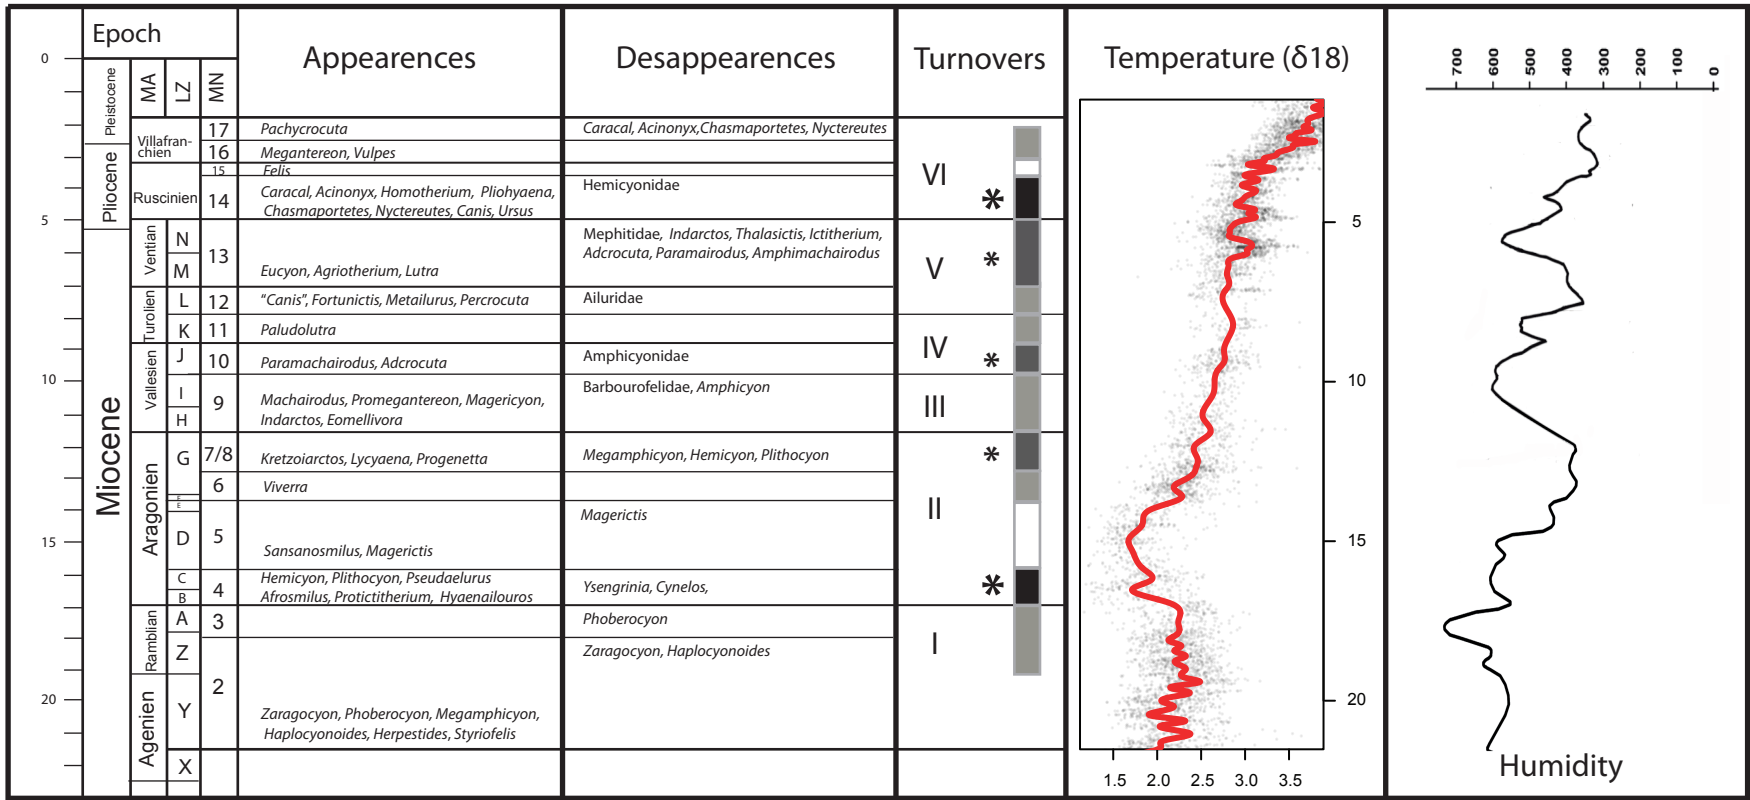 Epoch
Appearences
Desappearences
Turnovers
Temperature (δ18)
700 600 500 400 300 200 100 0
0
5
10
15
20
Pleistocene
Pliocene
Miocene
MA
LZ
MN
Villafran-
chien
Ruscinien
Ventian
Turolien
Vallesien
Aragonien
Ramblian
Agenien
N
M
L
K
J
I
H
G
F
E
D
C
B
A
Z
Y
X
17
16
15
14
13
12
11
10
9
7/8
6
5
4
3
2
Pachycrocuta
Megantereon, Vulpes
Felis
Caracal, Acinonyx, Homotherium, Pliohyaena,
Chasmaportetes, Nyctereutes, Canis, Ursus
Eucyon, Agriotherium, Lutra
“Canis”, Fortunictis, Metailurus, Percrocuta
Paludolutra
Paramachairodus, Adcrocuta
Machairodus, Promegantereon, Magericyon,
Indarctos, Eomellivora
Kretzoiarctos, Lycyaena, Progenetta
Viverra
Sansanosmilus, Magerictis
Hemicyon, Plithocyon, Pseudaelurus
Afrosmilus, Protictitherium, Hyaenailouros
Zaragocyon, Phoberocyon, Megamphicyon,
Haplocyonoides, Herpestides, Styriofelis
Caracal, Acinonyx,Chasmaportetes, Nyctereutes
Hemicyonidae
Mephitidae, Indarctos, Thalasictis, Ictitherium,
Adcrocuta, Paramairodus, Amphimachairodus
Ailuridae
Amphicyonidae
Barbourofelidae, Amphicyon
Megamphicyon, Hemicyon, Plithocyon
Magerictis
Ysengrinia, Cynelos,
Phoberocyon
Zaragocyon, Haplocyonoides
VI
*
V
*
IV
*
III
*
II
*
I
5
10
15
20
1.5 2.0 2.5 3.0 3.5
Humidity